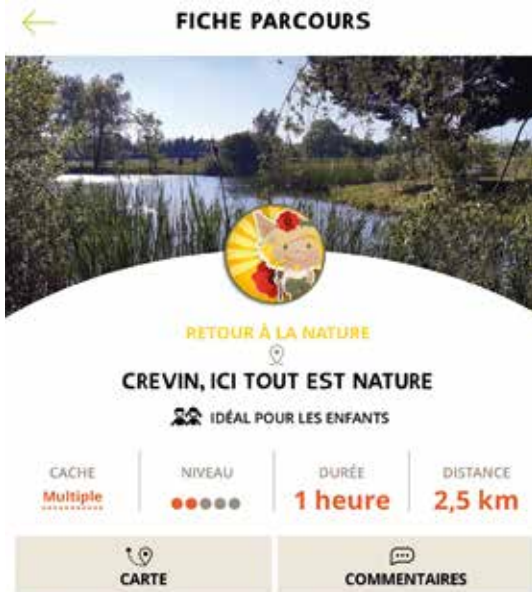 FICHE PARCOURS
RETOUR À LA NATURE
CREVIN, ICI TOUT EST NATURE
IDÉAL POUR LES ENFANTS
CACHE
Multiple
NIVEAU
DURÉE
1 heure
DISTANCE
2,5 km
CARTE
COMMENTAIRES